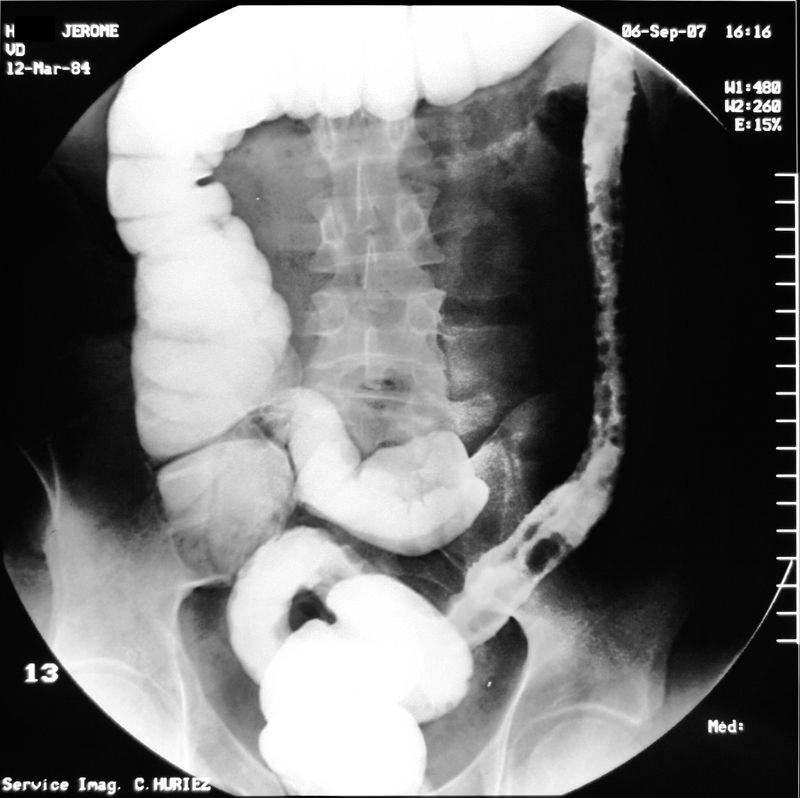 H JEROME
VD
12-Mar-84
06-Sep-07 16:16
W1:480
W2:260
E:15%
13
Méd:
Service Imag. C.HURIEZ